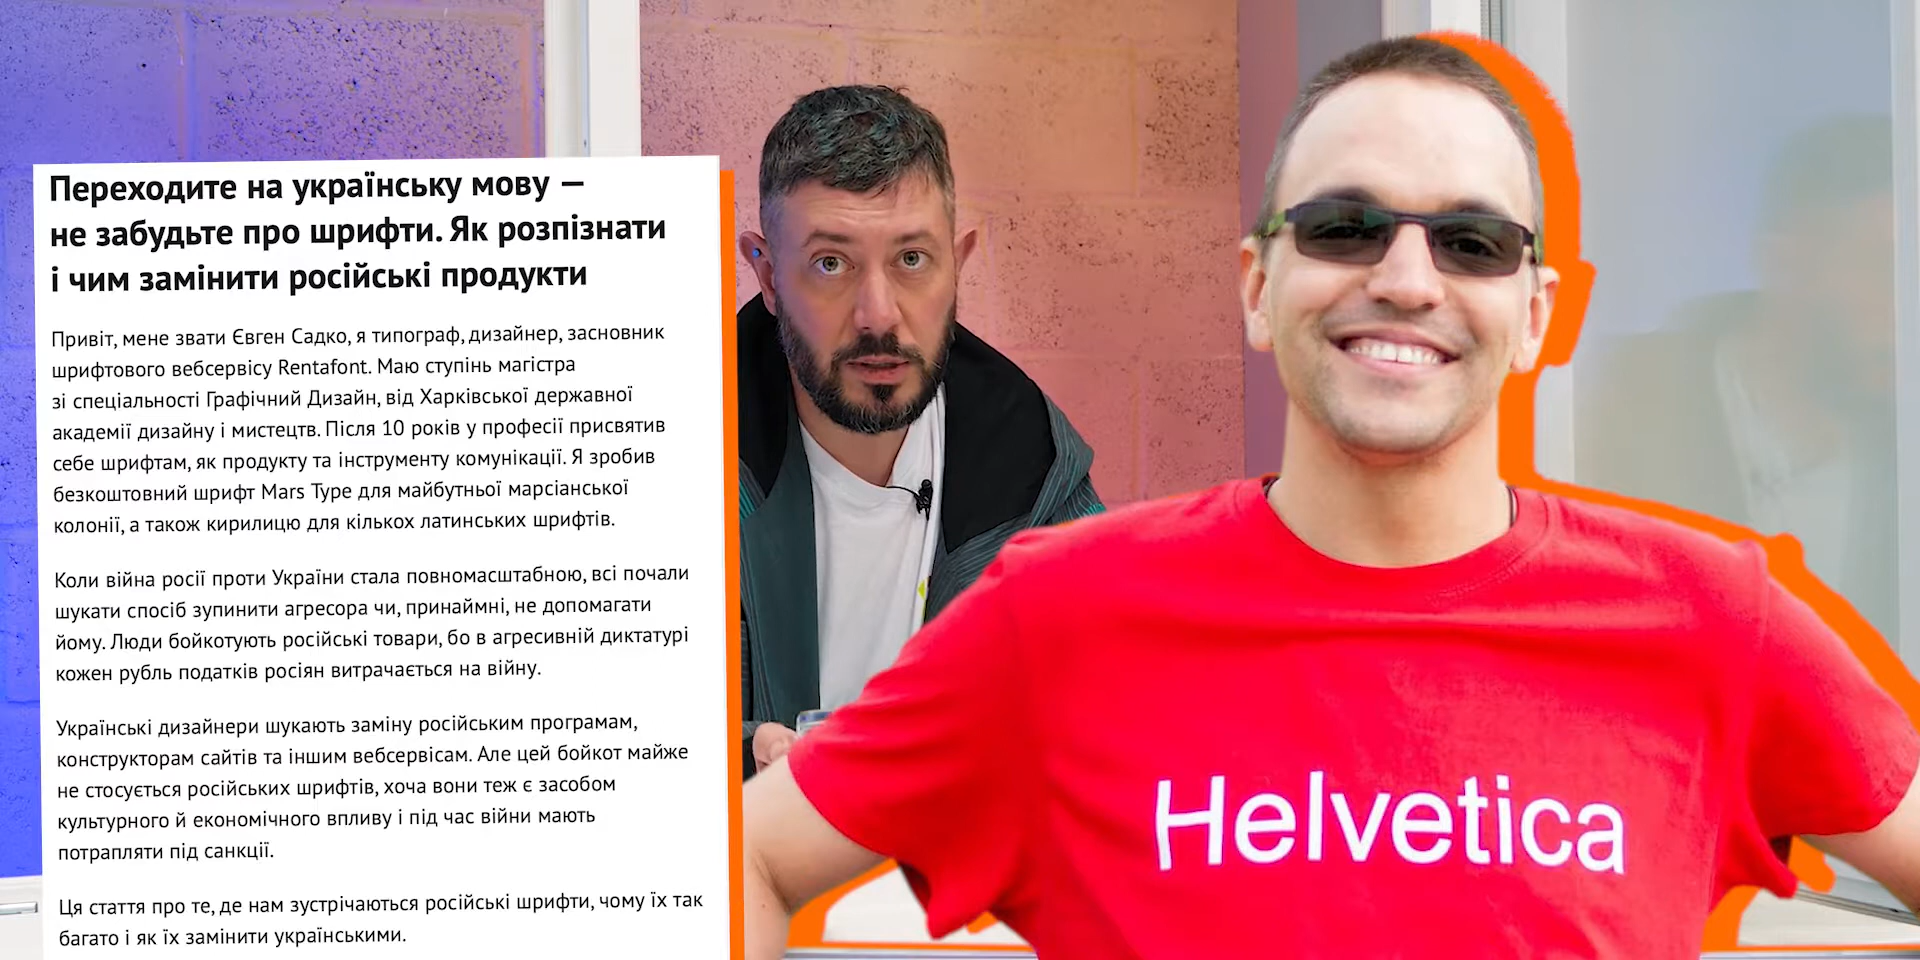 Переходите на українську мову —
не забудьте про шрифти. Як розпізнати
і чим замінити російські продукти
Привіт, мене звати Євген Садко, я типограф, дизайнер, засновник
шрифтового вебсервісу Rentafont. Маю ступінь магістра
зі спеціальності Графічний Дизайн, від Харківської державної
академії дизайну і мистецтв. Після 10 років у професії присвятив
себе шрифтам, як продукту та інструменту комунікації. Я зробив
безкоштовний шрифт Mars Type для майбутньої марсіанської
колонії, а також кирилицю для кількох латинських шрифтів.
Коли війна росії проти України стала повномасштабною, всі почали
шукати спосіб зупинити агресора чи, принаймні, не допомагати
йому. Люди бойкотують російські товари, бо в агресивній диктатурі
кожен рубль податків росіян витрачається на війну.
Українські дизайнери шукають заміну російським програмам,
конструкторам сайтів та іншим вебсервісам. Але цей бойкот майже
не стосується російських шрифтів, хоча вони теж є засобом
культурного й економічного впливу і під час війни мають
потрапляти під санкції.
Ця стаття про те, де нам зустрічаються російські шрифти, чому їх так
багато і як їх замінити українськими.
Helvetica